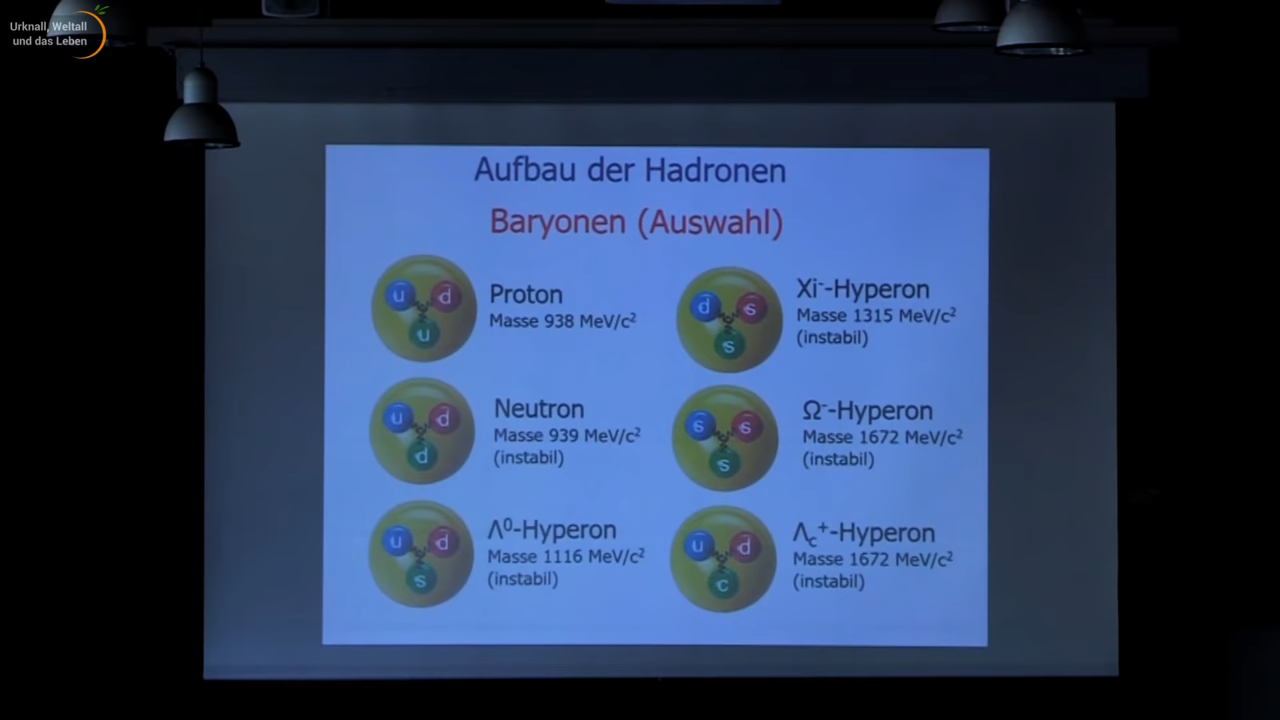 Urknall, Weltall
und das Leben
Aufbau der Hadronen
Baryonen (Auswahl)
u d
u
Proton
Masse 938 MeV/c²
u d
d
Neutron
Masse 939 MeV/c²
(instabil)
u d
s
Λ⁰-Hyperon
Masse 1116 MeV/c²
(instabil)
d s
s
Xi⁻-Hyperon
Masse 1315 MeV/c²
(instabil)
s s
s
Ω⁻-Hyperon
Masse 1672 MeV/c²
(instabil)
u d
c
Λc⁺-Hyperon
Masse 1672 MeV/c²
(instabil)